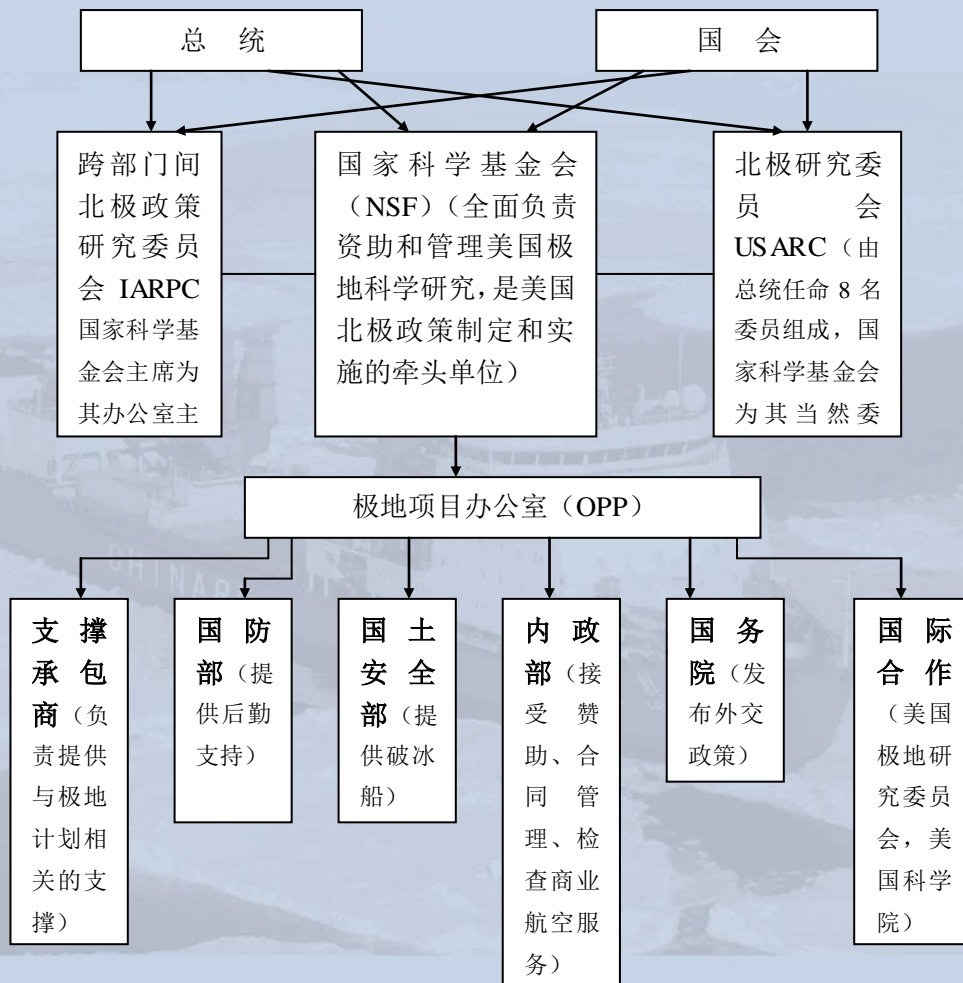 总 统
国 会
跨部门间
北极政策
研究委员
会 IARPC
国家科学基
金会主席为
其办公室主
国家科学基金会
（NSF）（全面负责
资助和管理美国极
地科学研究，是美国
北极政策制定和实
施的牵头单位）
北极研究委
员 会
USARC（由
总统任命 8 名
委员组成，国
家科学基金会
为其当然委
极地项目办公室（OPP）
支撑
承包
商（负
责提供
与极地
计划相
关的支
撑）
国防
部（提
供后勤
支持）
国土
安全
部（提
供破冰
船）
内政
部（接
受赞
助、合
同管
理、检
查商业
航空服
务）
国务
院（发
布外交
政策）
国际
合作
（美国
极地研
究委员
会，美
国科学
院）
CHINARE